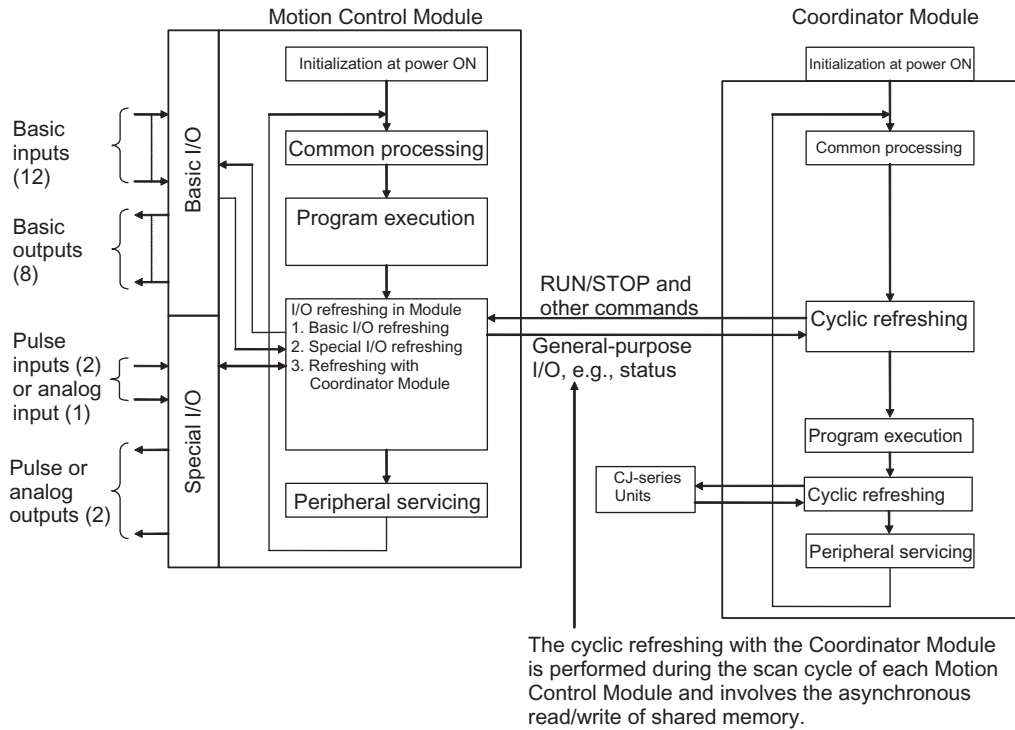 Motion Control Module
Coordinator Module
Initialization at power ON
Initialization at power ON
Basic
inputs
(12)
Basic I/O
Common processing
Common processing
Program execution
Basic
outputs
(8)
RUN/STOP and
other commands
I/O refreshing in Module
1. Basic I/O refreshing
2. Special I/O refreshing
3. Refreshing with
Coordinator Module
Cyclic refreshing
General-purpose
I/O, e.g., status
Pulse
inputs (2)
or analog
input (1)
Special I/O
Program execution
Pulse or
analog
outputs (2)
CJ-series
Units
Cyclic refreshing
Peripheral servicing
Peripheral servicing
The cyclic refreshing with the Coordinator Module
is performed during the scan cycle of each Motion
Control Module and involves the asynchronous
read/write of shared memory.